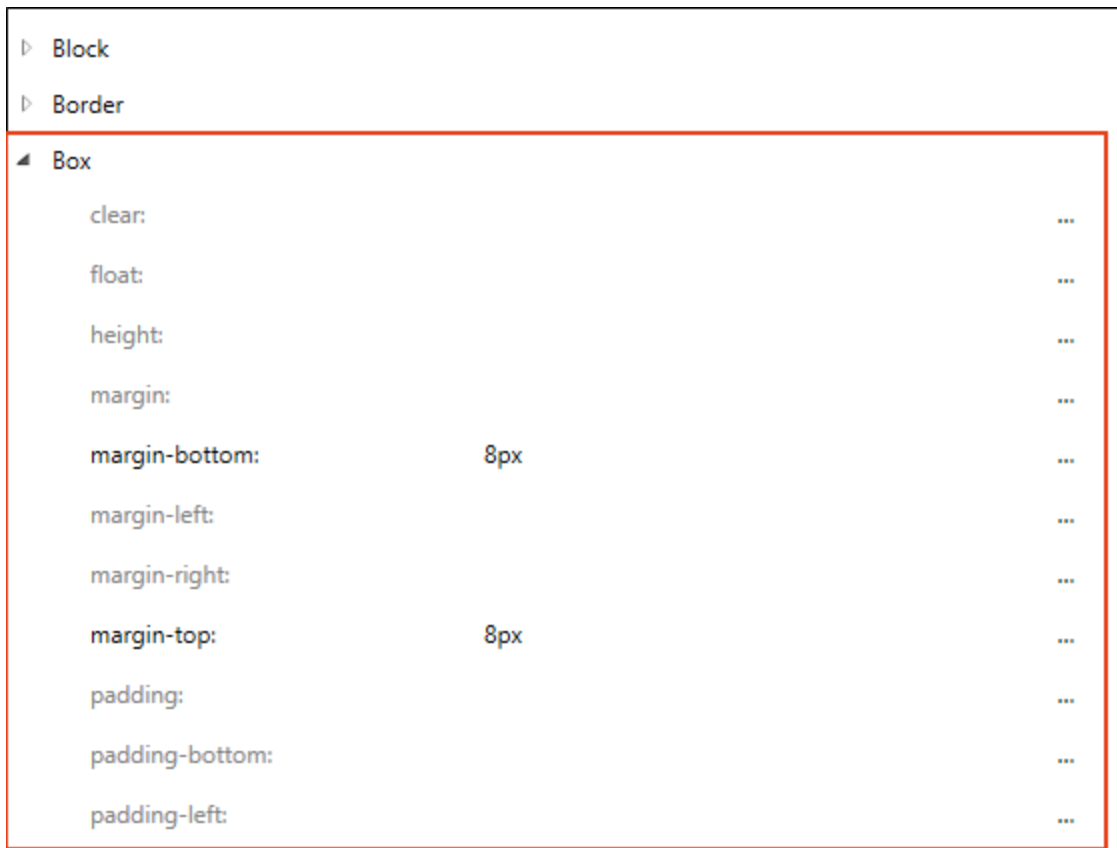 Block
Border
Box
clear: ...
float: ...
height: ...
margin: ...
margin-bottom: 8px ...
margin-left: ...
margin-right: ...
margin-top: 8px ...
padding: ...
padding-bottom: ...
padding-left: ...